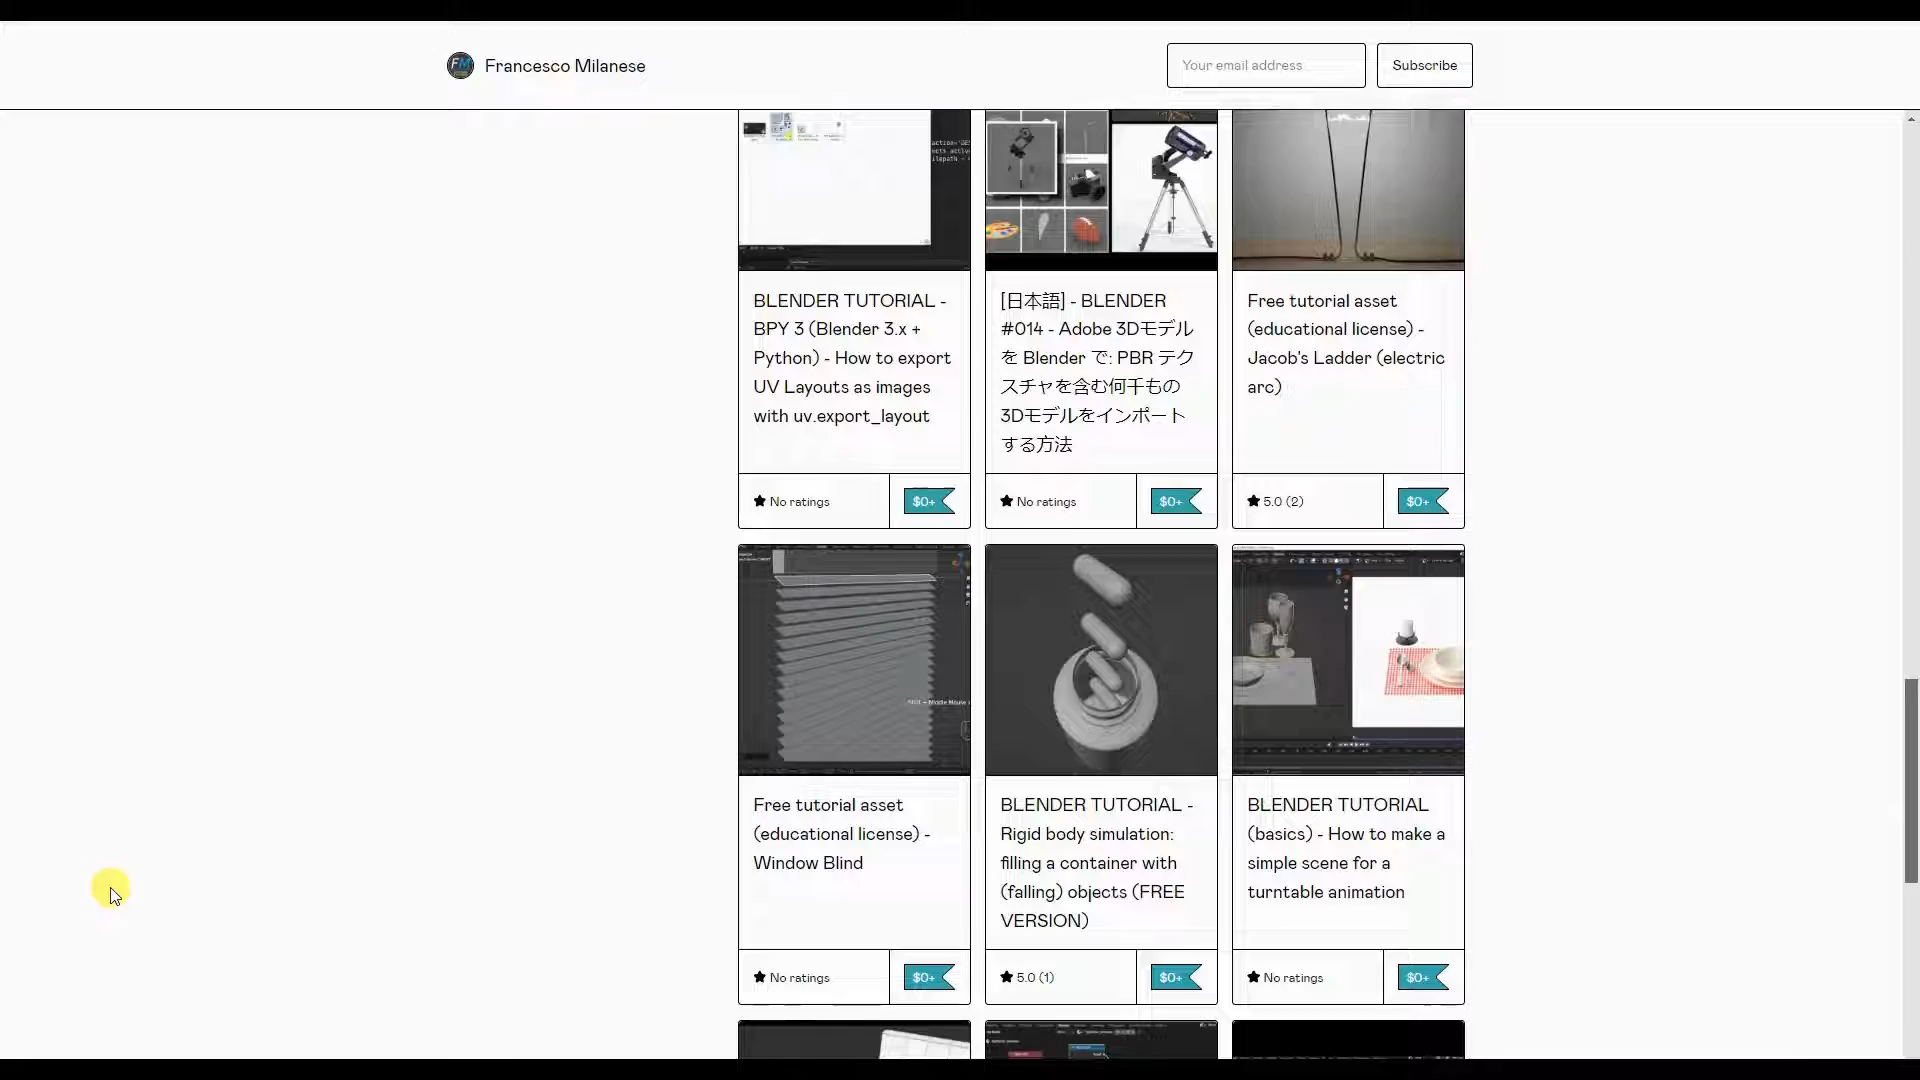 Francesco Milanese
Your email address
Subscribe
BLENDER TUTORIAL -
BPY 3 (Blender 3.x +
Python) - How to export
UV Layouts as images
with uv.export_layout
[日本語] - BLENDER
#014 - Adobe 3Dモデル
を Blender で: PBR テク
スチャを含む何千もの
3Dモデルをインポート
する方法
Free tutorial asset
(educational license) -
Jacob's Ladder (electric
arc)
No ratings
$0+
No ratings
$0+
5.0 (2)
$0+
Free tutorial asset
(educational license) -
Window Blind
BLENDER TUTORIAL -
Rigid body simulation:
filling a container with
(falling) objects (FREE
VERSION)
BLENDER TUTORIAL
(basics) - How to make a
simple scene for a
turntable animation
No ratings
$0+
5.0 (1)
$0+
No ratings
$0+